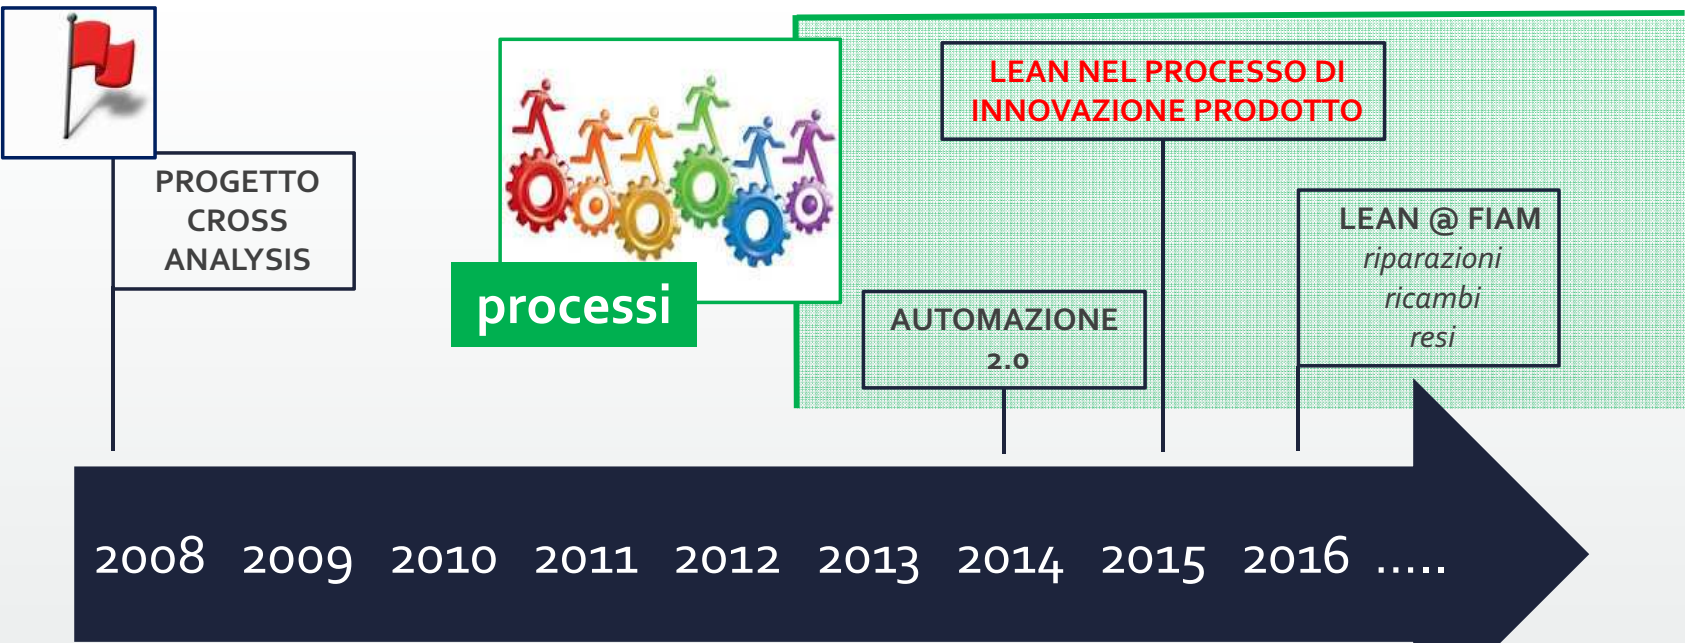 LEAN NEL PROCESSO DI
INNOVAZIONE PRODOTTO
PROGETTO
CROSS
ANALYSIS
processi
LEAN @ FIAM
riparazioni
ricambi
resi
AUTOMAZIONE
2.0
2008 2009 2010 2011 2012 2013 2014 2015 2016 .....